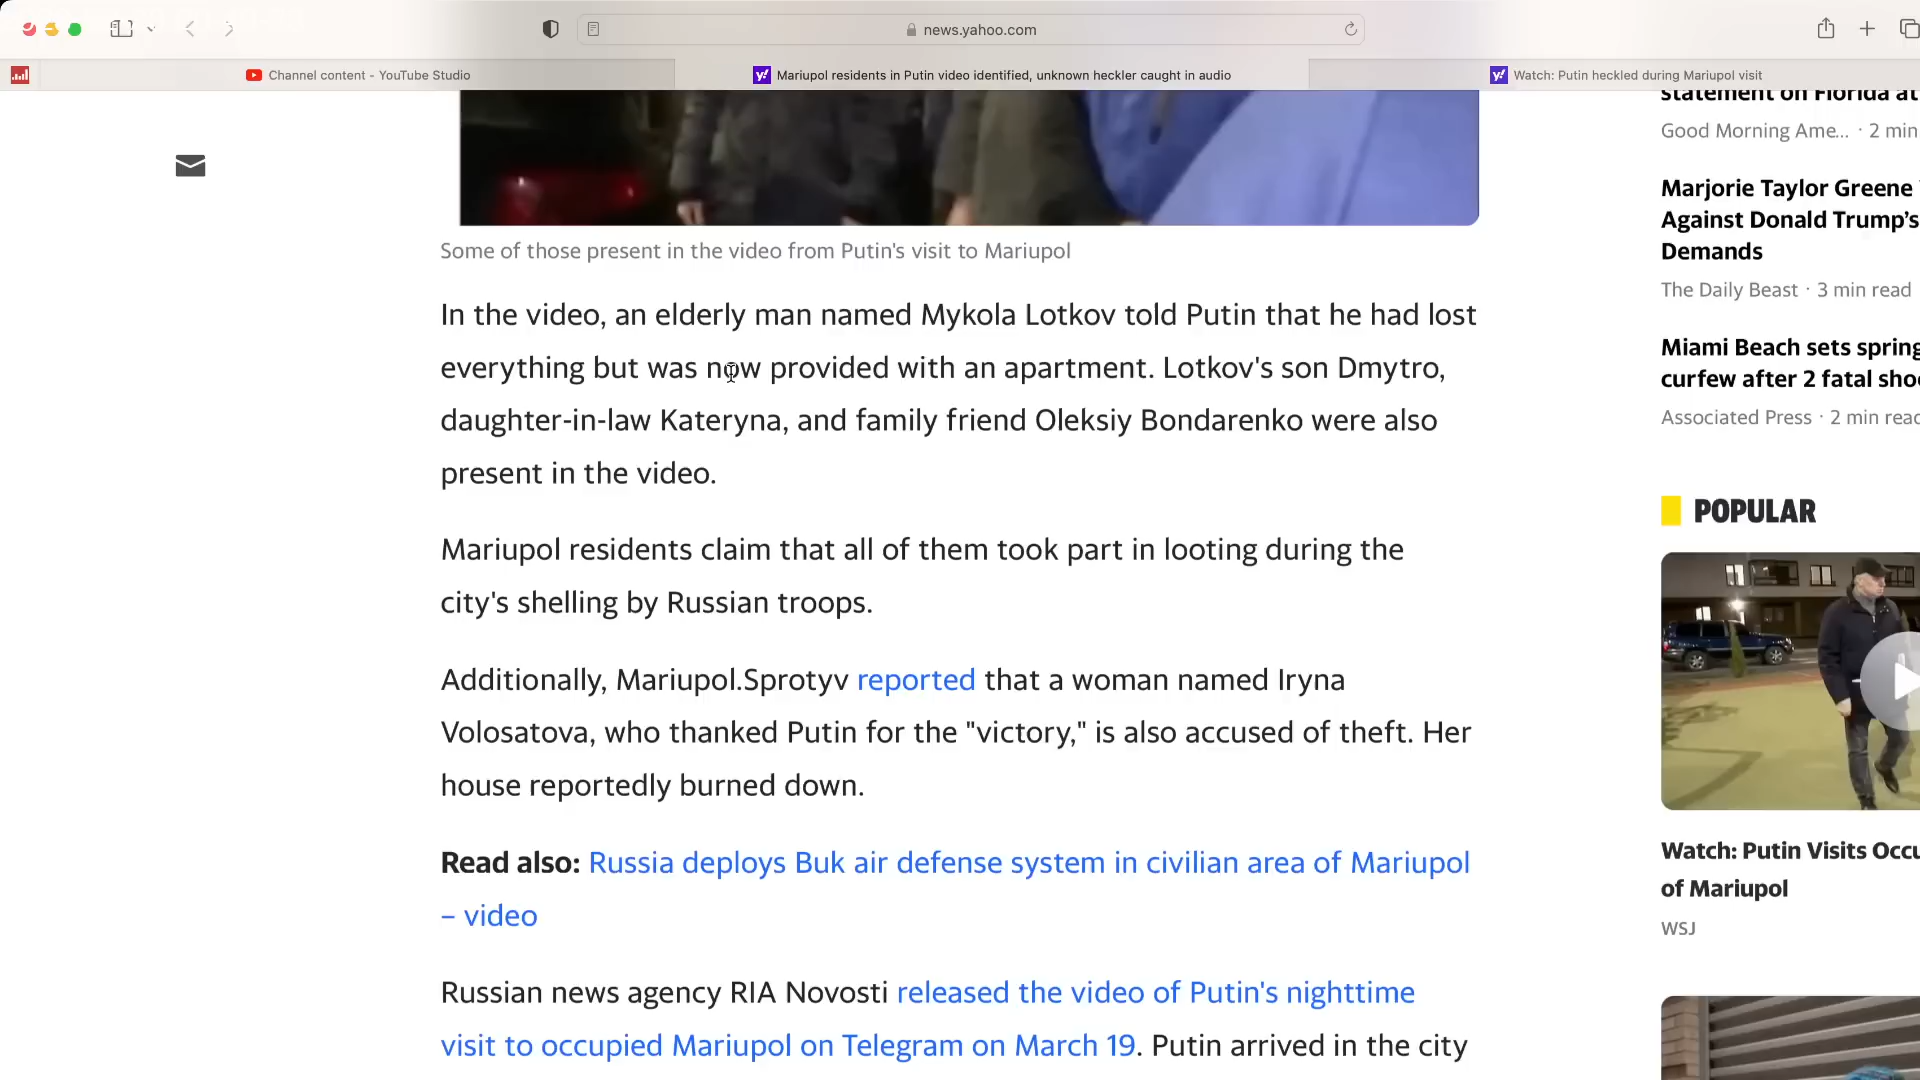 news.yahoo.com
Channel content - YouTube Studio
Mariupol residents in Putin video identified, unknown heckler caught in audio
Watch: Putin heckled during Mariupol visit
statement on Florida
Good Morning Ame... · 2 min
Some of those present in the video from Putin's visit to Mariupol
In the video, an elderly man named Mykola Lotkov told Putin that he had lost
everything but was now provided with an apartment. Lotkov's son Dmytro,
daughter-in-law Kateryna, and family friend Oleksiy Bondarenko were also
present in the video.
Mariupol residents claim that all of them took part in looting during the
city's shelling by Russian troops.
Additionally, Mariupol.Sprotyv reported that a woman named Iryna
Volosatova, who thanked Putin for the "victory," is also accused of theft. Her
house reportedly burned down.
Read also: Russia deploys Buk air defense system in civilian area of Mariupol
– video
Russian news agency RIA Novosti released the video of Putin's nighttime
visit to occupied Mariupol on Telegram on March 19. Putin arrived in the city
Marjorie Taylor Greene
Against Donald Trump's
Demands
The Daily Beast · 3 min read
Miami Beach sets spring
curfew after 2 fatal
Associated Press · 2 min
POPULAR
Watch: Putin Visits
of Mariupol
WSJ